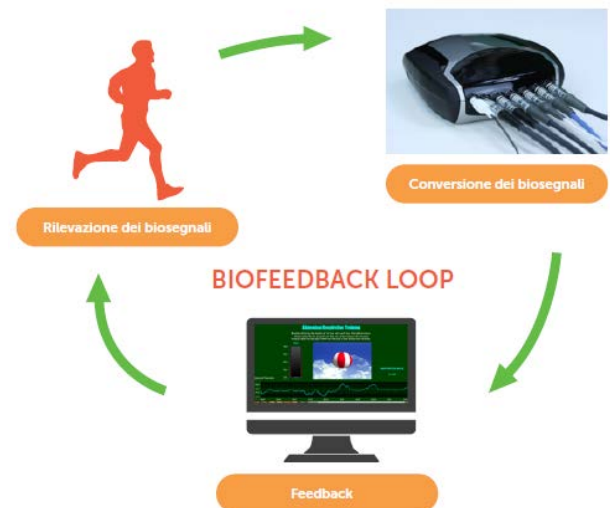 Conversione dei biosegnali
Rilevazione dei biosegnali
BIOFEEDBACK LOOP
Feedback